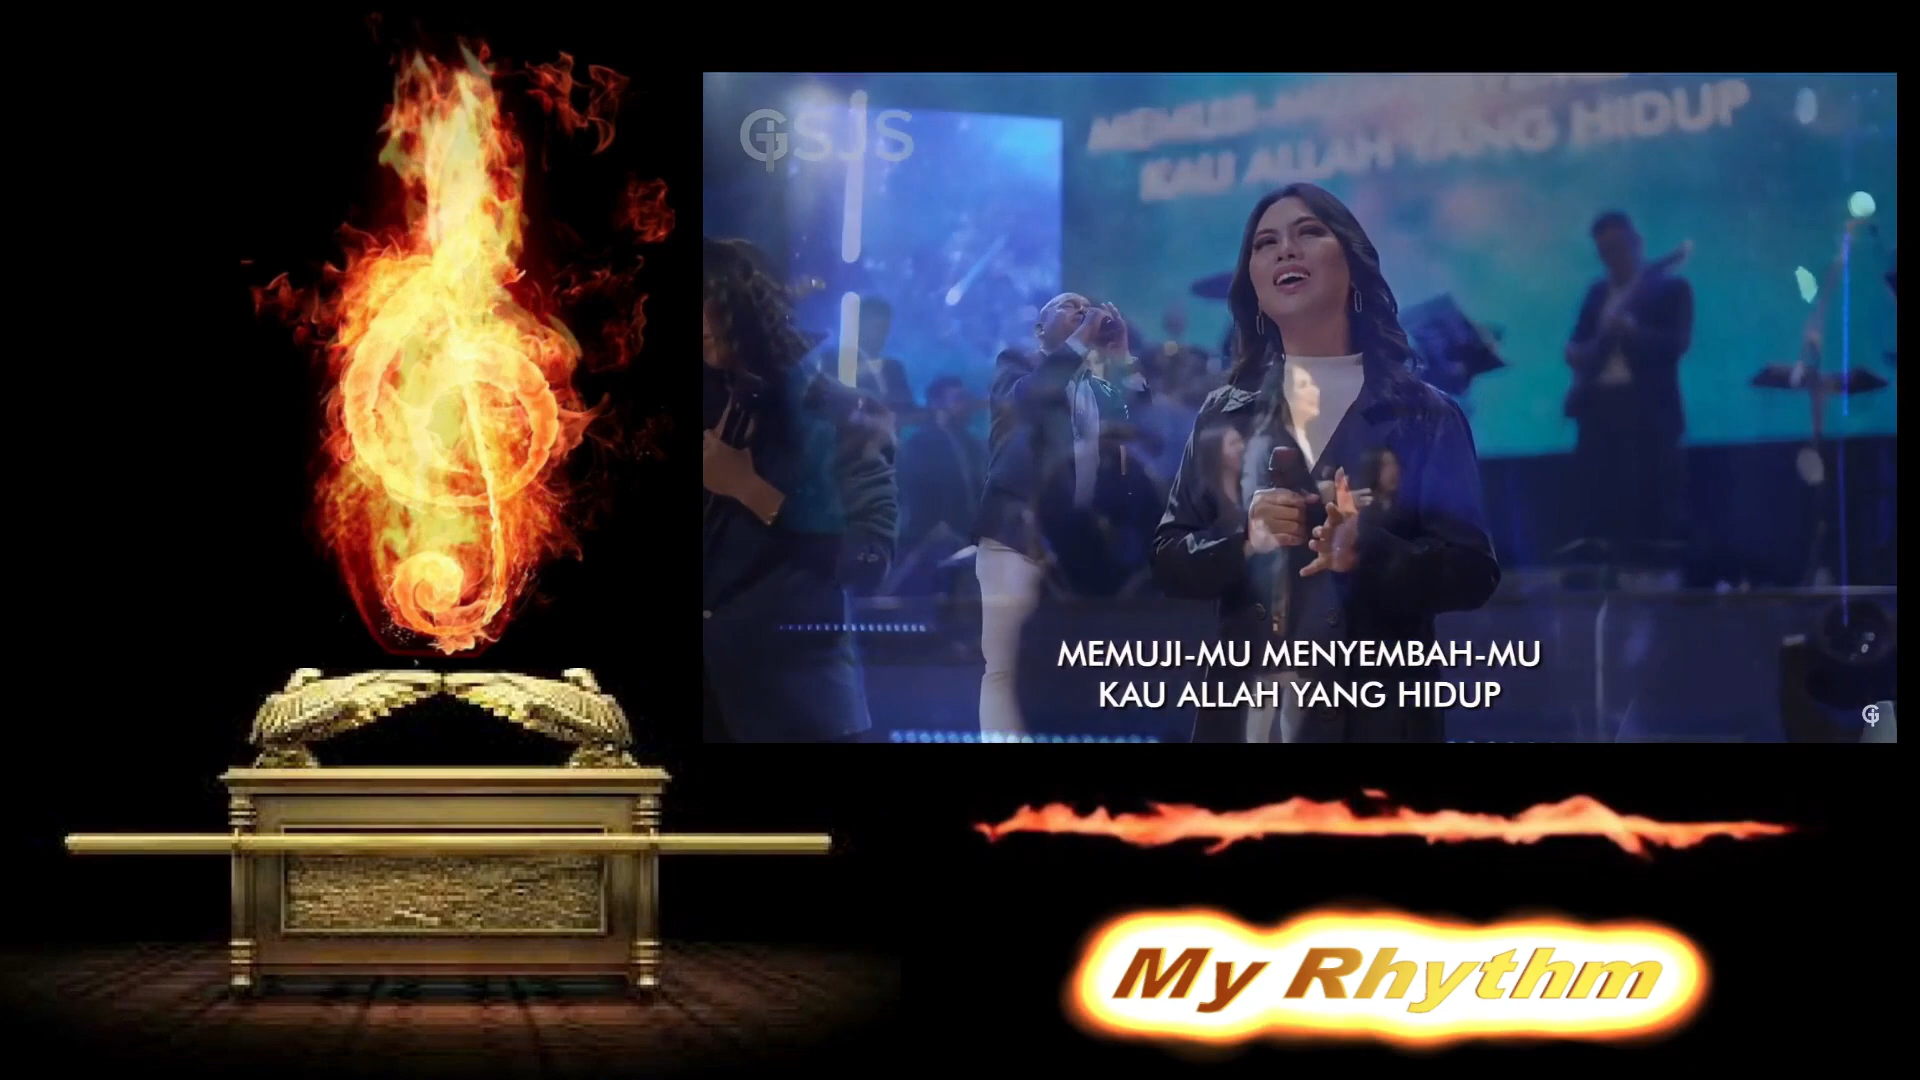 GSJS
KAU ALLAH YANG HIDUP
MEMUJI-MU MENYEMBAH-MU
KAU ALLAH YANG HIDUP
My Rhythm